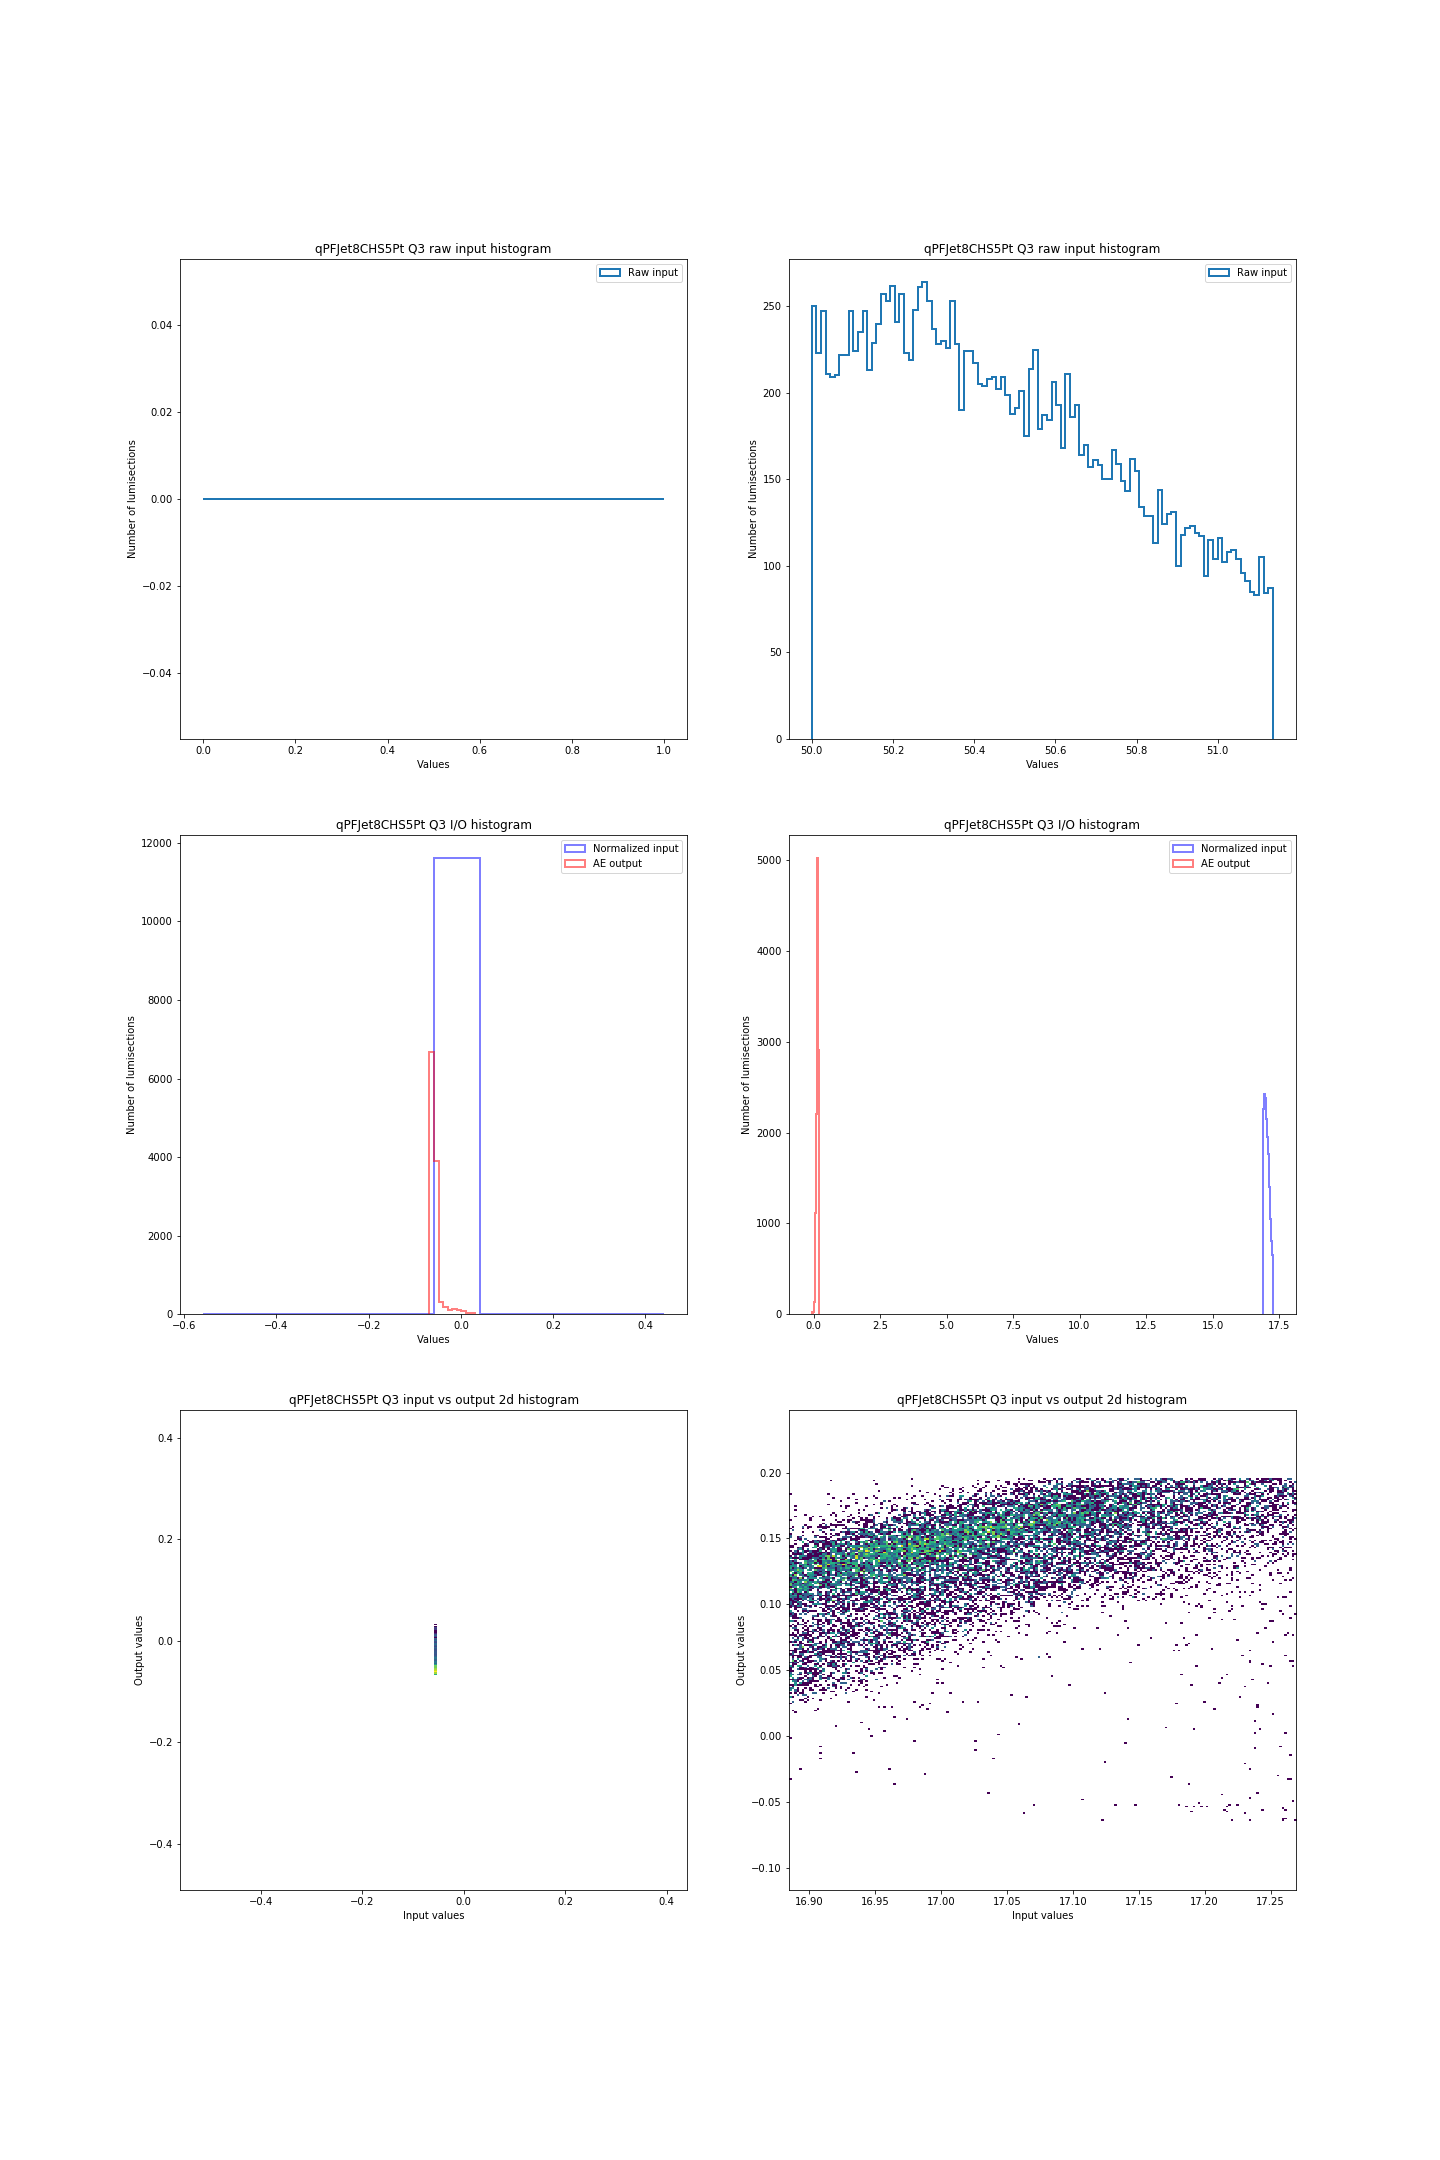 qPFJet8CHS5Pt Q3 raw input histogram
Raw input
0.04
0.02
0.00
−0.02
−0.04
Number of lumisections
0.0 0.2 0.4 0.6 0.8 1.0
Values
qPFJet8CHS5Pt Q3 raw input histogram
Raw input
250
200
150
100
50
0
Number of lumisections
50.0 50.2 50.4 50.6 50.8 51.0
Values
qPFJet8CHS5Pt Q3 I/O histogram
Normalized input
AE output
12000
10000
8000
6000
4000
2000
0
Number of lumisections
−0.6 −0.4 −0.2 0.0 0.2 0.4
Values
qPFJet8CHS5Pt Q3 I/O histogram
Normalized input
AE output
5000
4000
3000
2000
1000
0
Number of lumisections
0.0 2.5 5.0 7.5 10.0 12.5 15.0 17.5
Values
qPFJet8CHS5Pt Q3 input vs output 2d histogram
0.4
0.2
0.0
−0.2
−0.4
Output values
−0.4 −0.2 0.0 0.2 0.4
Input values
qPFJet8CHS5Pt Q3 input vs output 2d histogram
0.20
0.15
0.10
0.05
0.00
−0.05
−0.10
Output values
16.90 16.95 17.00 17.05 17.10 17.15 17.20 17.25
Input values